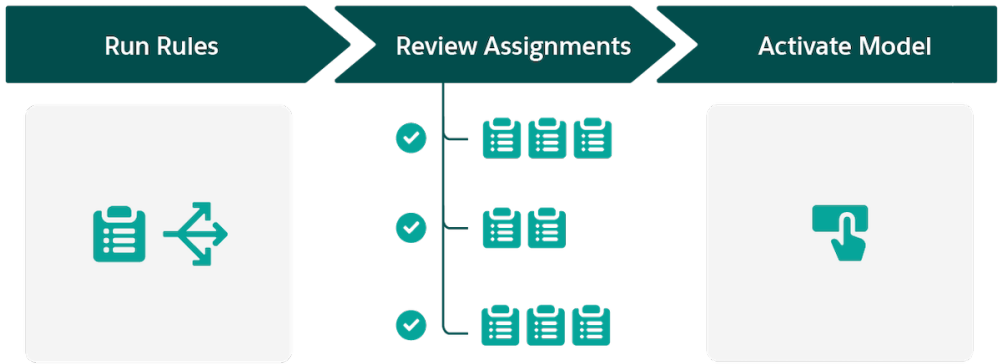 Run Rules
Review Assignments
Activate Model